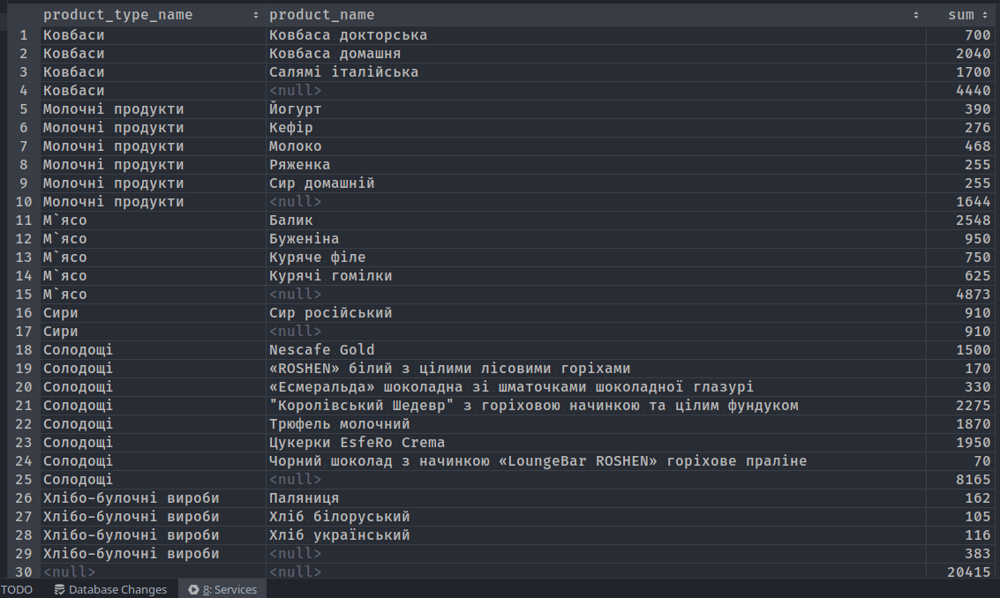 product_type_name product_name sum
1 Ковбаси Ковбаса докторська 700
2 Ковбаси Ковбаса домашня 2040
3 Ковбаси Салямі італійська 1700
4 Ковбаси <null> 4440
5 Молочні продукти Йогурт 390
6 Молочні продукти Кефір 276
7 Молочні продукти Молоко 468
8 Молочні продукти Ряженка 255
9 Молочні продукти Сир домашній 255
10 Молочні продукти <null> 1644
11 М`ясо Балик 2548
12 М`ясо Буженіна 950
13 М`ясо Куряче філе 750
14 М`ясо Курячі гомілки 625
15 М`ясо <null> 4873
16 Сири Сир російський 910
17 Сири <null> 910
18 Солодощі Nescafe Gold 1500
19 Солодощі «ROSHEN» білий з цілими лісовими горіхами 170
20 Солодощі «Есмеральда» шоколадна зі шматочками шоколадної глазурі 330
21 Солодощі "Королівський Шедевр" з горіховою начинкою та цілим фундуком 2275
22 Солодощі Трюфель молочний 1870
23 Солодощі Цукерки EsfeRo Crema 1950
24 Солодощі Чорний шоколад з начинкою «LoungeBar ROSHEN» горіхове праліне 70
25 Солодощі <null> 8165
26 Хлібо-булочні вироби Паляниця 162
27 Хлібо-булочні вироби Хліб білоруський 105
28 Хлібо-булочні вироби Хліб український 116
29 Хлібо-булочні вироби <null> 383
30 <null> <null> 20415
TODO Database Changes 8: Services